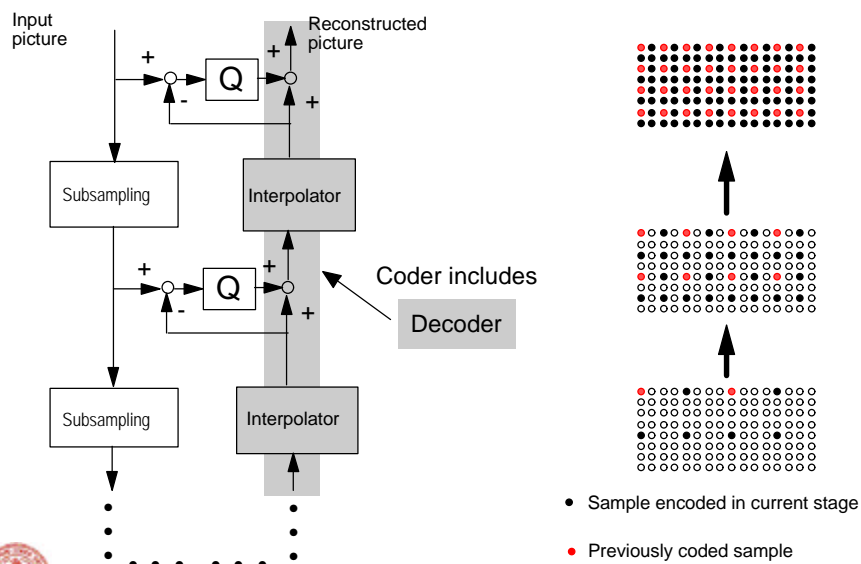 Input
picture
Reconstructed
picture
+
+
Q
-
+
Subsampling
Interpolator
+
+
Q
-
+
Coder includes
Decoder
Subsampling
Interpolator
Sample encoded in current stage
Previously coded sample